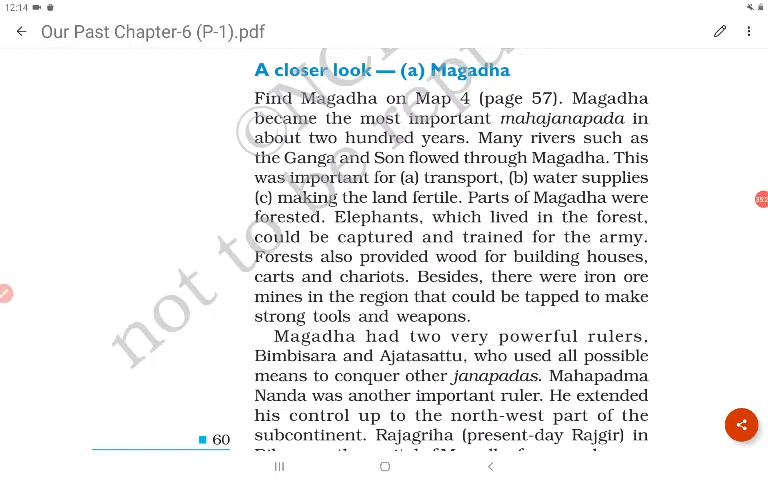 12:14
Our Past Chapter-6 (P-1).pdf
A closer look — (a) Magadha
Find Magadha on Map 4 (page 57). Magadha
became the most important mahajanapada in
about two hundred years. Many rivers such as
the Ganga and Son flowed through Magadha. This
was important for (a) transport, (b) water supplies
(c) making the land fertile. Parts of Magadha were
forested. Elephants, which lived in the forest,
could be captured and trained for the army.
Forests also provided wood for building houses,
carts and chariots. Besides, there were iron ore
mines in the region that could be tapped to make
strong tools and weapons.
Magadha had two very powerful rulers,
Bimbisara and Ajatasattu, who used all possible
means to conquer other janapadas. Mahapadma
Nanda was another important ruler. He extended
his control up to the north-west part of the
60
subcontinent. Rajagriha (present-day Rajgir) in
not to be